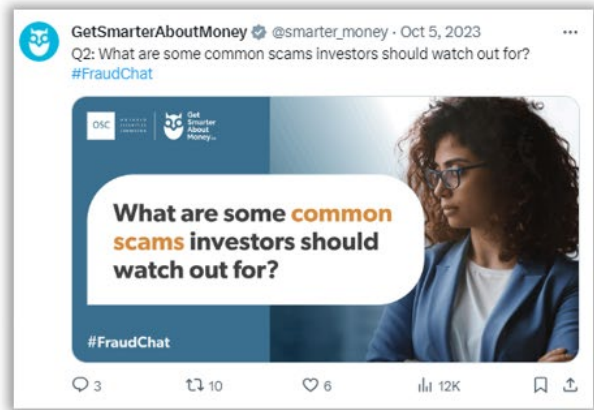 GetSmarterAboutMoney @smarter_money · Oct 5, 2023 ...
Q2: What are some common scams investors should watch out for?
#FraudChat
OSC
Get
Smarter
About
Money
What are some common
scams investors should
watch out for?
#FraudChat
3 10 6 12K